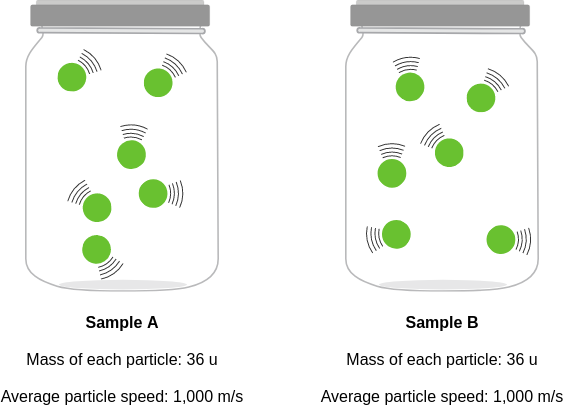 Sample A
Mass of each particle: 36 u
Average particle speed: 1,000 m/s
Sample B
Mass of each particle: 36 u
Average particle speed: 1,000 m/s